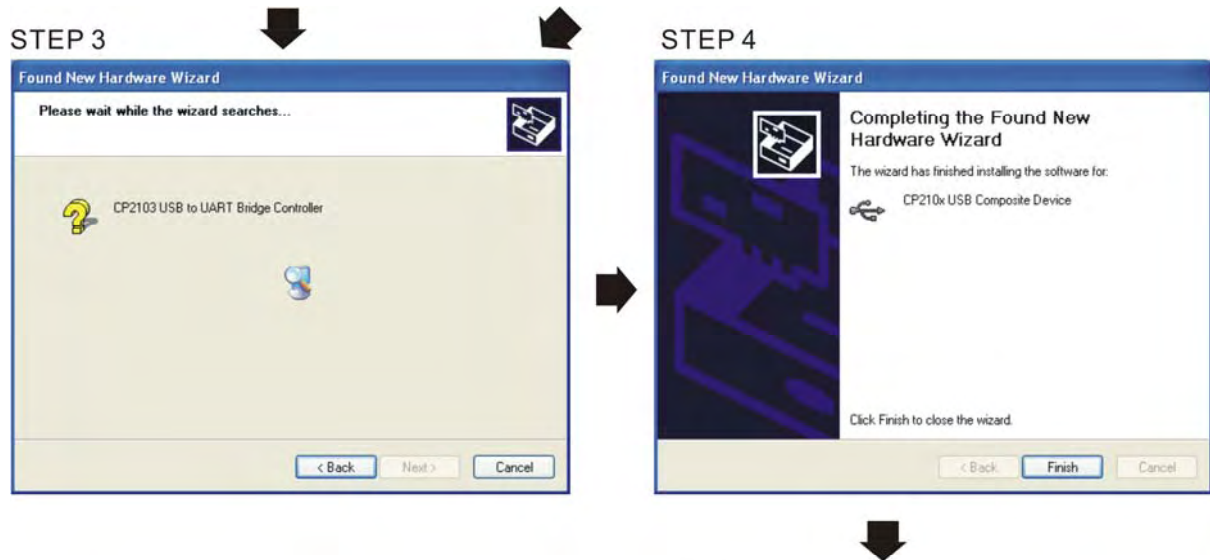 STEP 3
Found New Hardware Wizard
Please wait while the wizard searches...
CP2103 USB to UART Bridge Controller
< Back
Next >
Cancel
STEP 4
Found New Hardware Wizard
Completing the Found New
Hardware Wizard
The wizard has finished installing the software for:
CP210x USB Composite Device
Click Finish to close the wizard.
< Back
Finish
Cancel